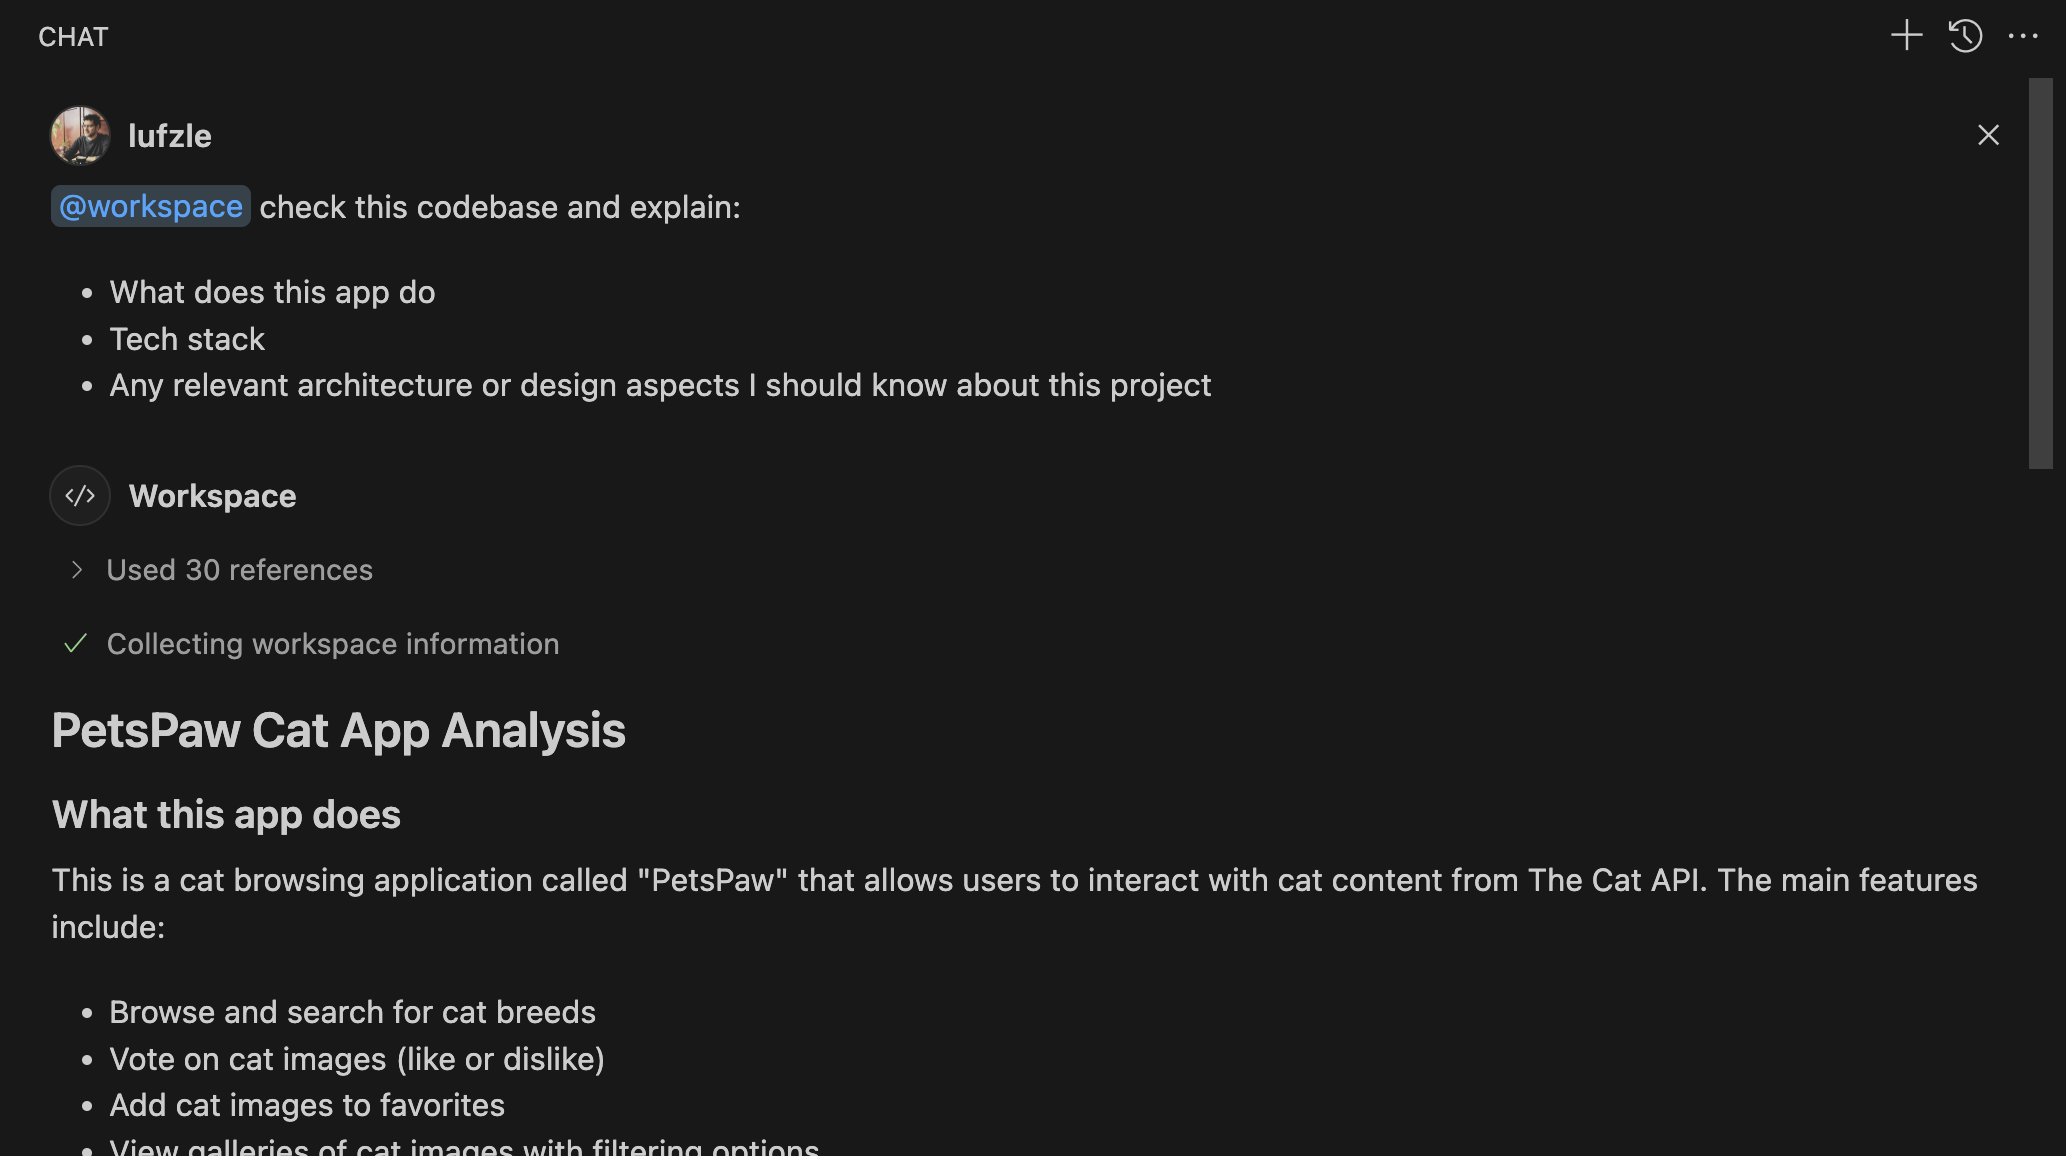 CHAT
lufzle
@workspace check this codebase and explain:
• What does this app do
• Tech stack
• Any relevant architecture or design aspects I should know about this project
</> Workspace
Used 30 references
Collecting workspace information
PetsPaw Cat App Analysis
What this app does
This is a cat browsing application called "PetsPaw" that allows users to interact with cat content from The Cat API. The main features
include:
• Browse and search for cat breeds
• Vote on cat images (like or dislike)
• Add cat images to favorites
• View galleries of cat images with filtering options